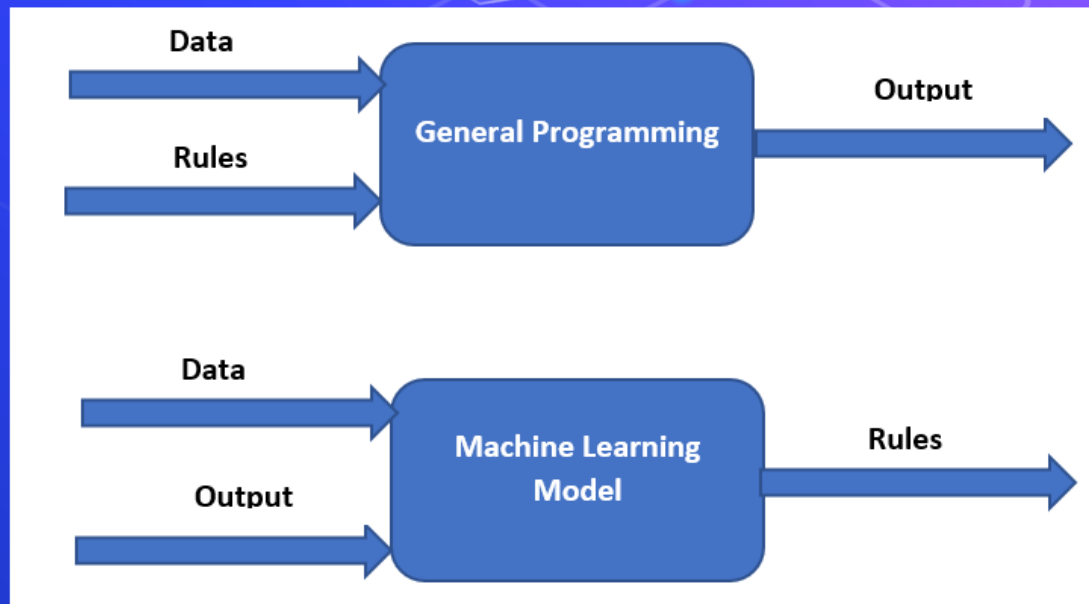 Data
Output
General Programming
Rules
Data
Machine Learning
Model
Rules
Output